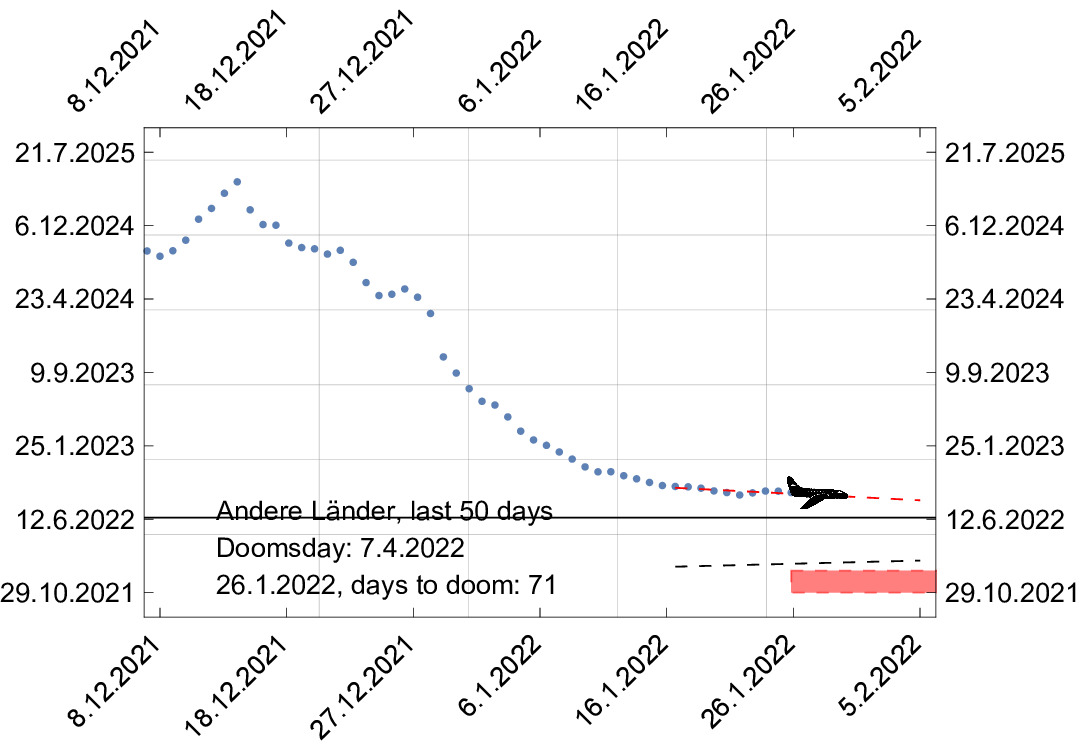 8.12.2021 18.12.2021 27.12.2021 6.1.2022 16.1.2022 26.1.2022 5.2.2022
21.7.2025 21.7.2025
6.12.2024 6.12.2024
23.4.2024 23.4.2024
9.9.2023 9.9.2023
25.1.2023 25.1.2023
Andere Länder, last 50 days
12.6.2022 12.6.2022
Doomsday: 7.4.2022
26.1.2022, days to doom: 71
29.10.2021 29.10.2021
8.12.2021 18.12.2021 27.12.2021 6.1.2022 16.1.2022 26.1.2022 5.2.2022